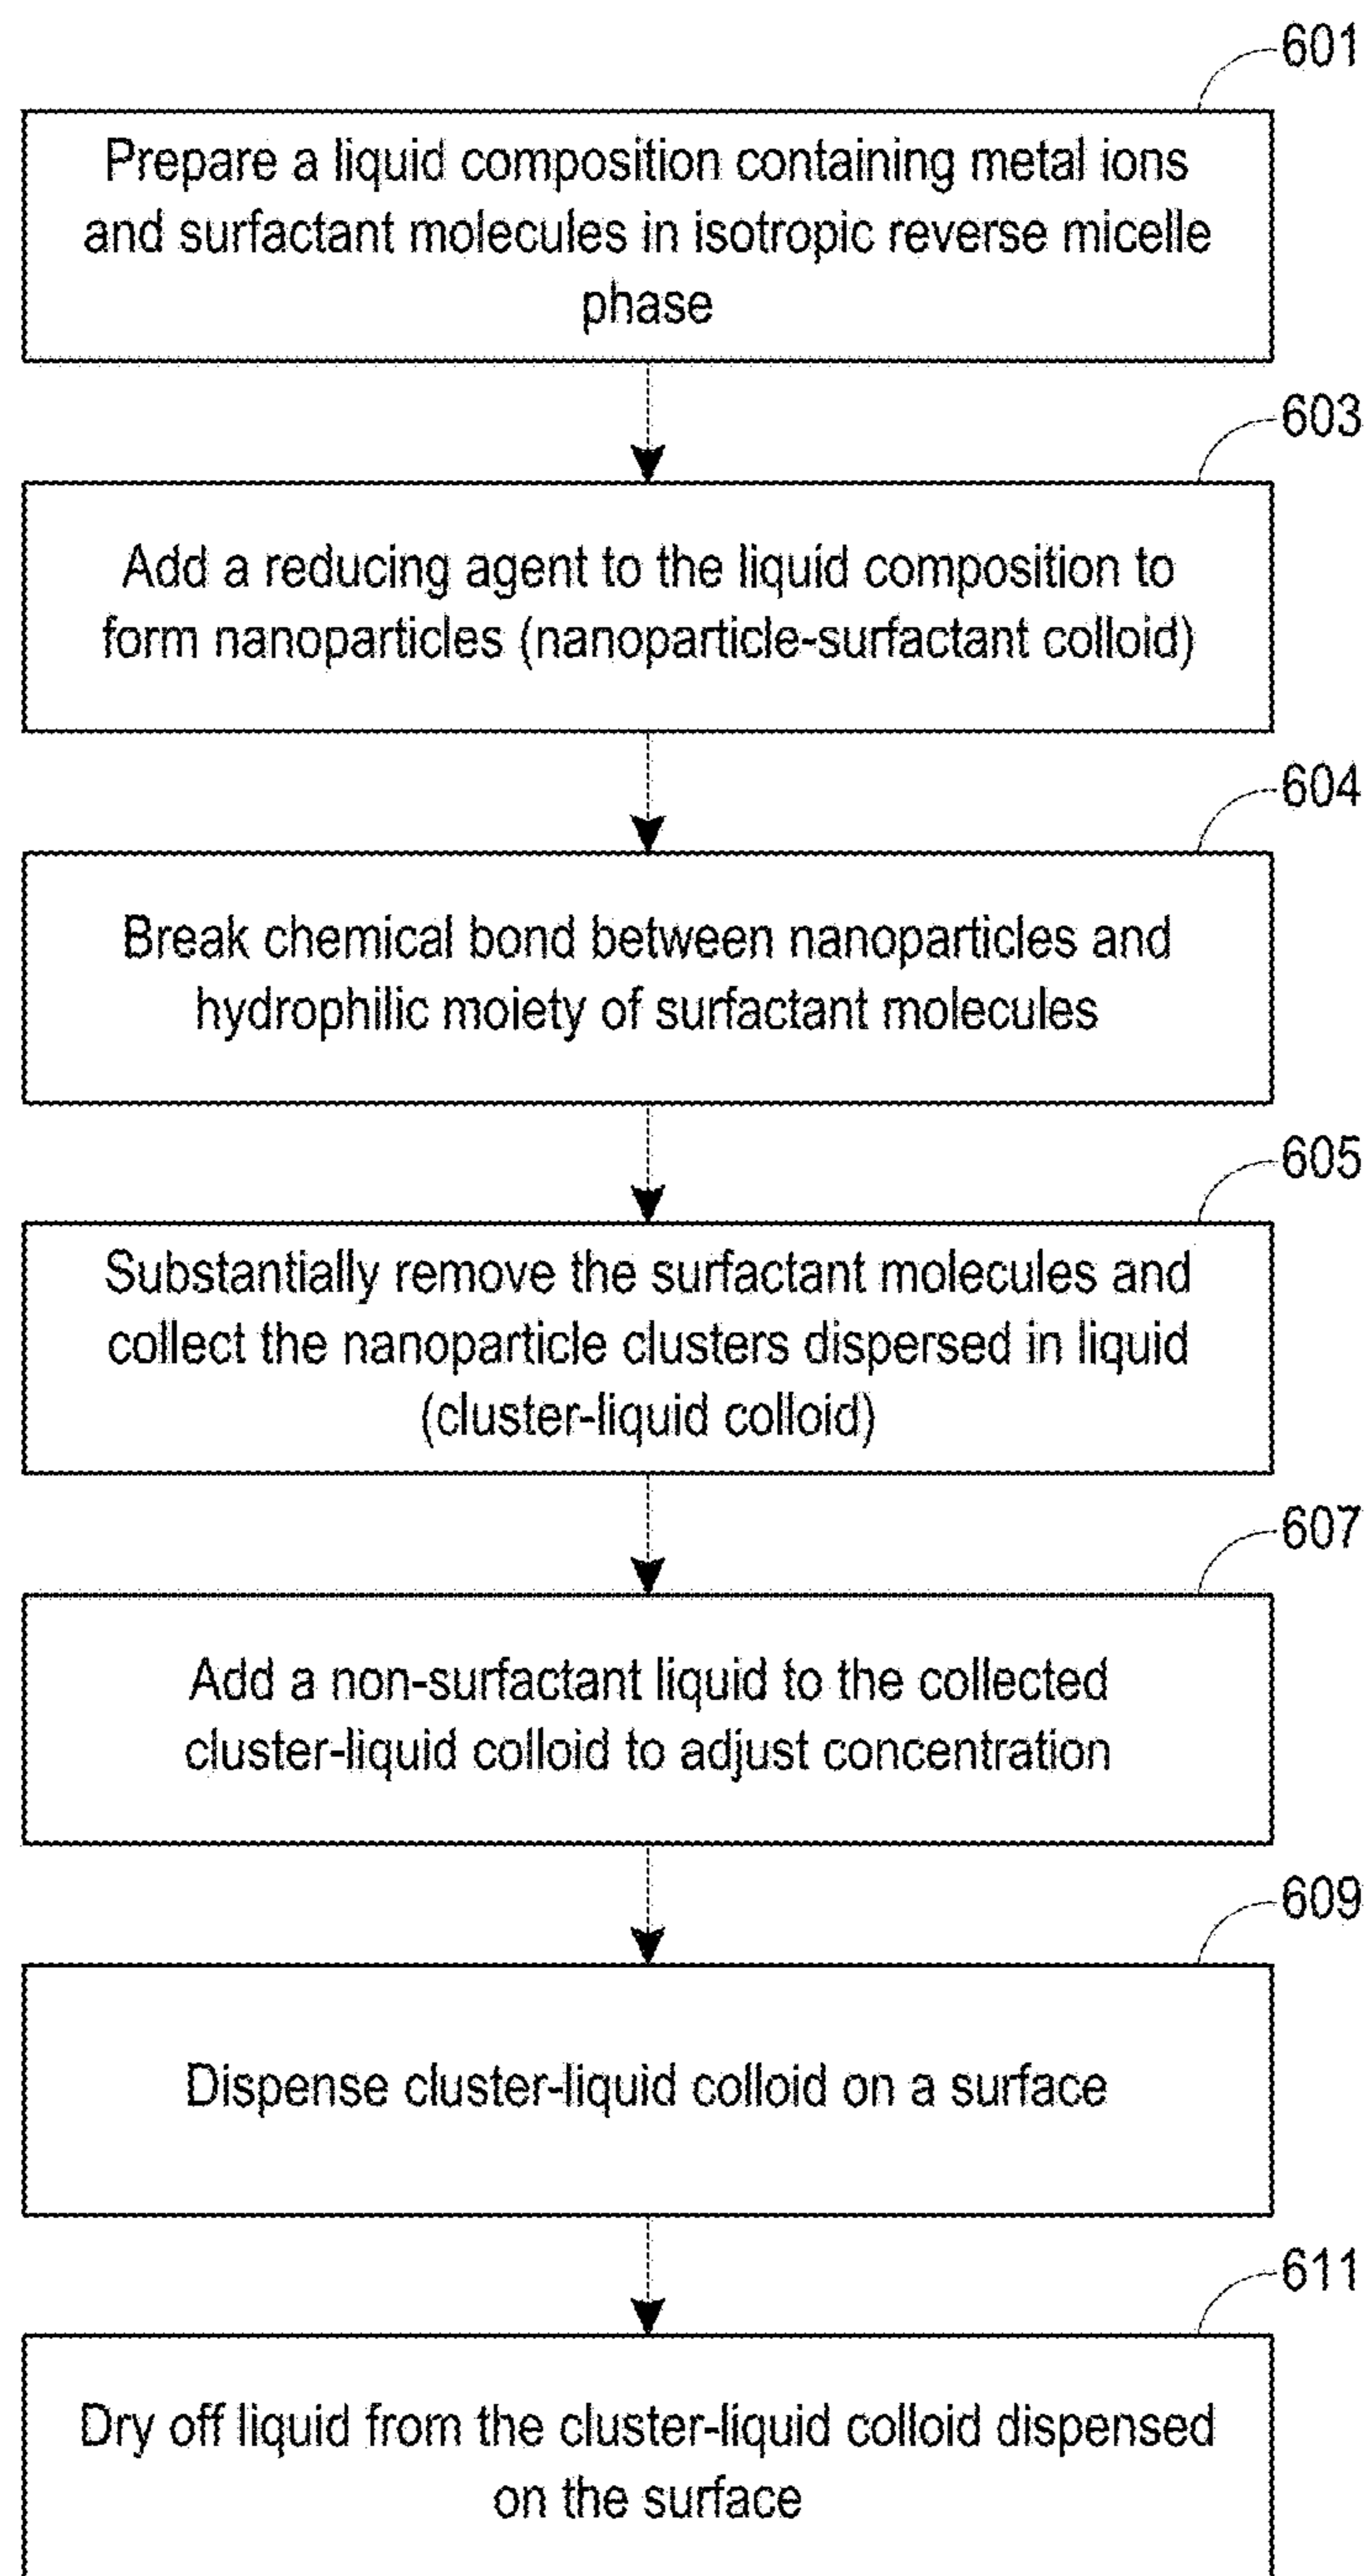 601
Prepare a liquid composition containing metal ions
and surfactant molecules in isotropic reverse micelle
phase
603
Add a reducing agent to the liquid composition to
form nanoparticles (nanoparticle-surfactant colloid)
604
Break chemical bond between nanoparticles and
hydrophilic moiety of surfactant molecules
605
Substantially remove the surfactant molecules and
collect the nanoparticle clusters dispersed in liquid
(cluster-liquid colloid)
607
Add a non-surfactant liquid to the collected
cluster-liquid colloid to adjust concentration
609
Dispense cluster-liquid colloid on a surface
611
Dry off liquid from the cluster-liquid colloid dispensed
on the surface